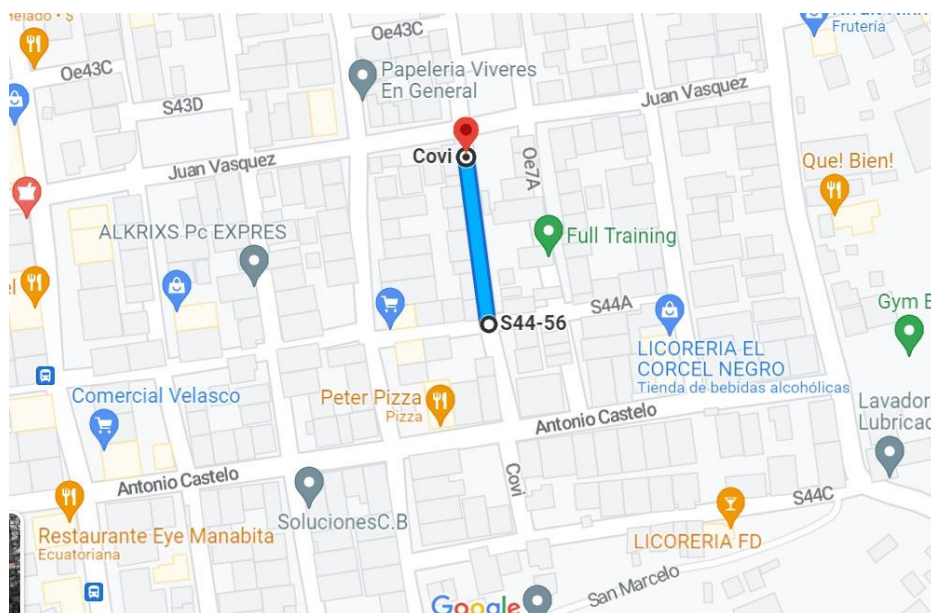 Helado • $
Oe43C
Oe43C
Frutería
Papeleria Viveres
En General
S43D
Juan Vasquez
Juan Vasquez
Covi
Oe7A
Que! Bien!
ALKRIXS Pc EXPRES
Full Training
S44A
S44-56
Gym
LICORERIA EL
CORCEL NEGRO
Tienda de bebidas alcohólicas
Comercial Velasco
Peter Pizza
Pizza
Antonio Castelo
Lavador
Lubricad
Antonio Castelo
Covi
S44C
SolucionesC.B
Restaurante Eye Manabita
Ecuatoriana
LICORERIA FD
San Marcelo
Google